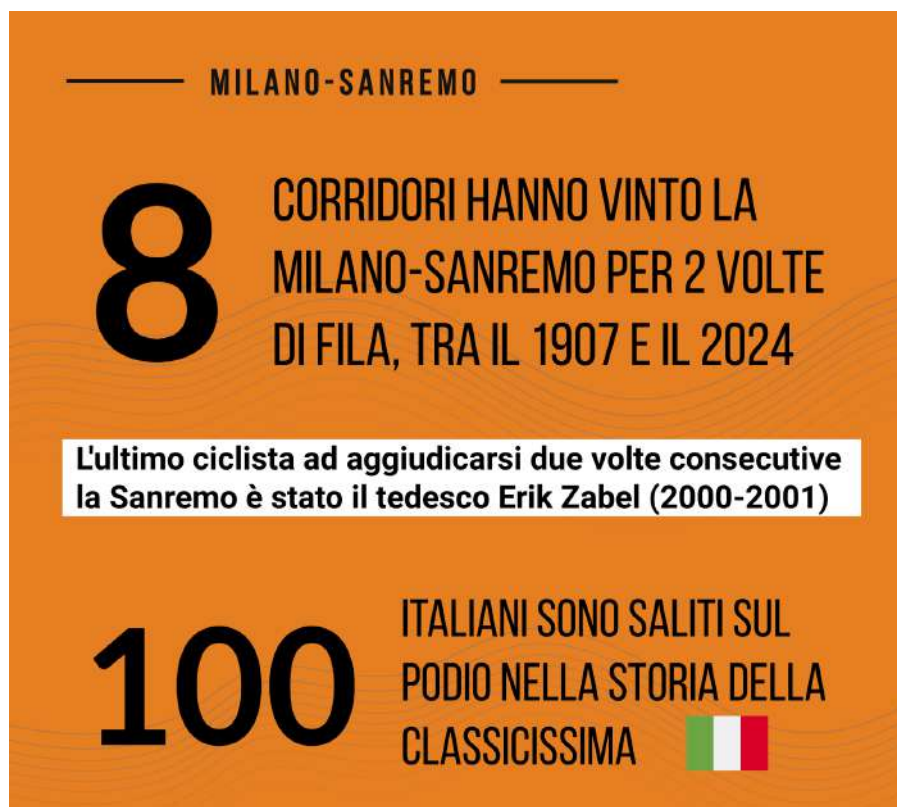 MILANO-SANREMO
8
CORRIDORI HANNO VINTO LA
MILANO-SANREMO PER 2 VOLTE
DI FILA, TRA IL 1907 E IL 2024
L'ultimo ciclista ad aggiudicarsi due volte consecutive
la Sanremo è stato il tedesco Erik Zabel (2000-2001)
100
ITALIANI SONO SALITI SUL
PODIO NELLA STORIA DELLA
CLASSICISSIMA